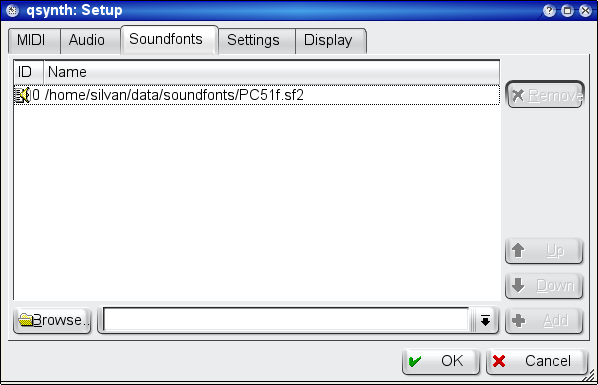 qsynth: Setup
MIDI Audio Soundfonts Settings Display
ID Name
0 /home/silvan/data/soundfonts/PC51f.sf2
Remove
Up
Down
Browse.. Add
OK Cancel